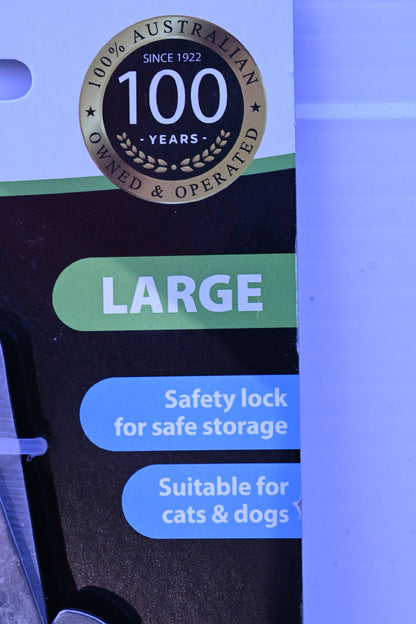 100% AUSTRALIAN
SINCE 1922
100
- YEARS -
OWNED & OPERATED
LARGE
Safety lock
for safe storage
Suitable for
cats & dogs